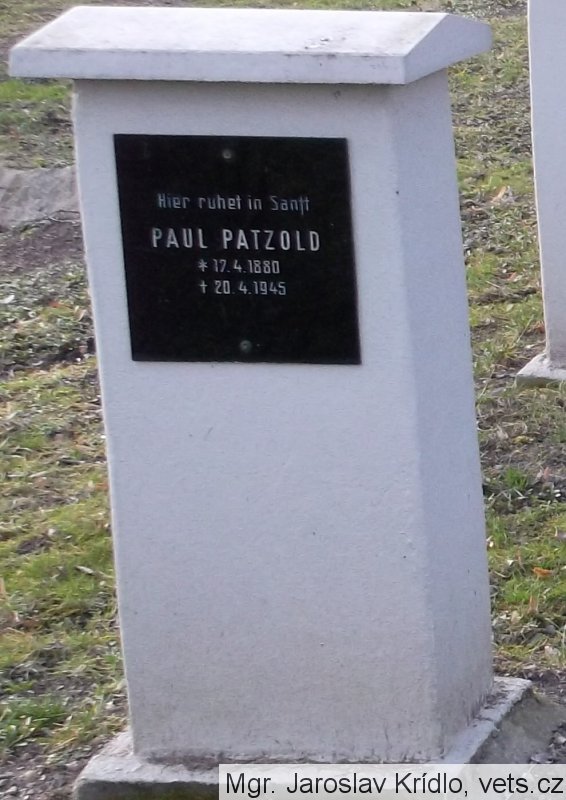 Hier ruhet in Sanft
PAUL PATZOLD
* 17.4.1880
† 20.4.1945
Mgr. Jaroslav Krídlo, vets.cz